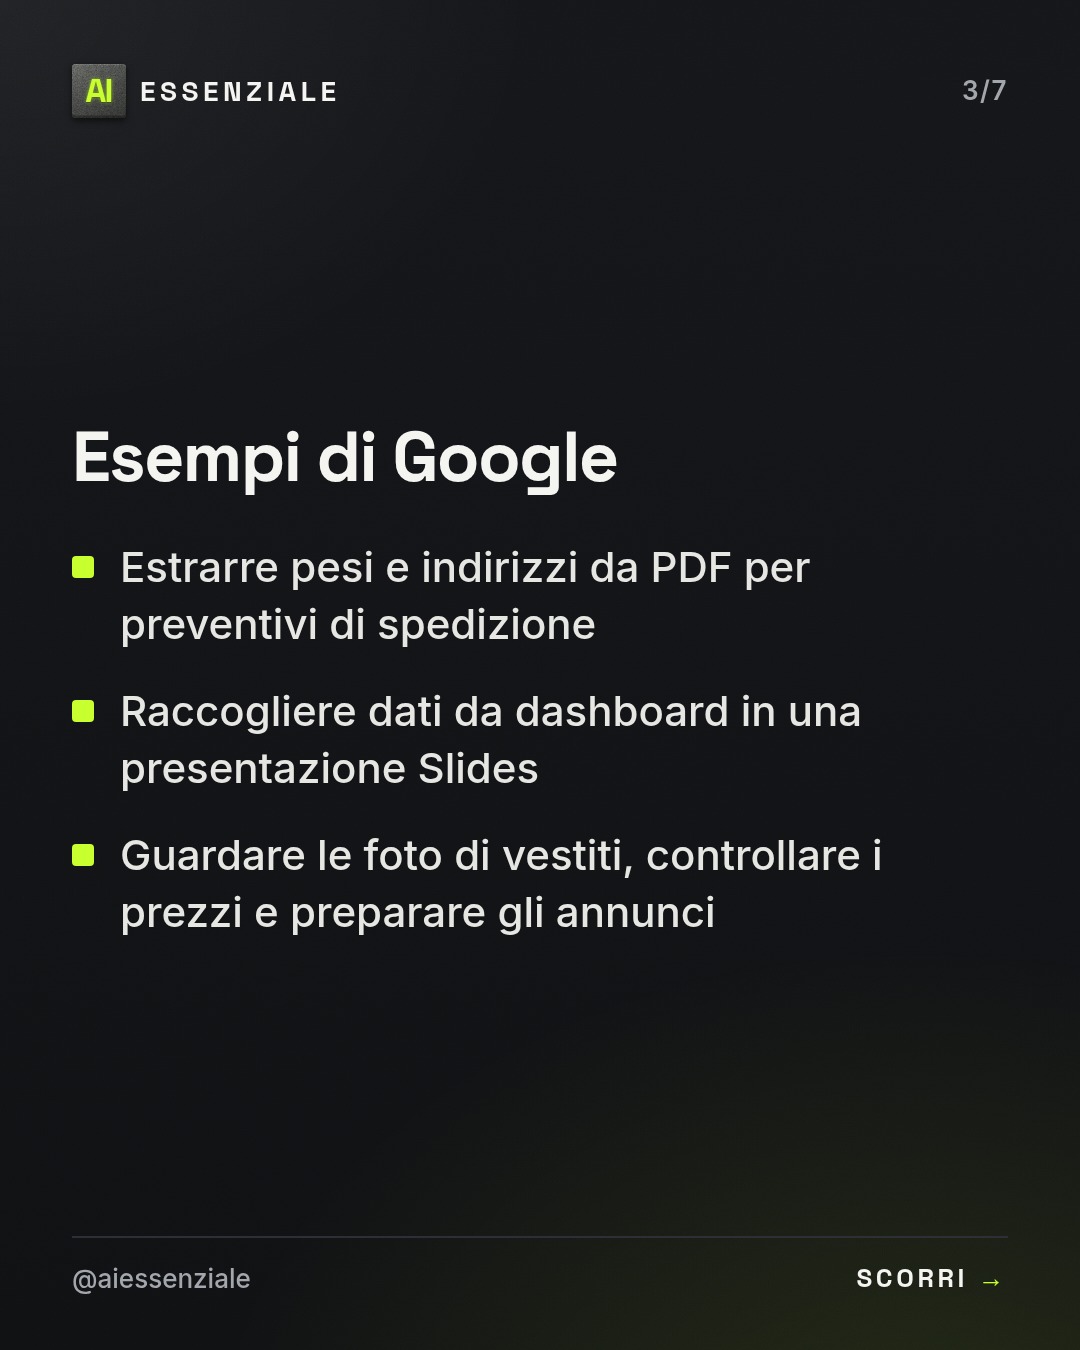 AI ESSENZIALE
3/7
Esempi di Google
Estrarre pesi e indirizzi da PDF per
preventivi di spedizione
Raccogliere dati da dashboard in una
presentazione Slides
Guardare le foto di vestiti, controllare i
prezzi e preparare gli annunci
@aiessenziale
SCORRI →